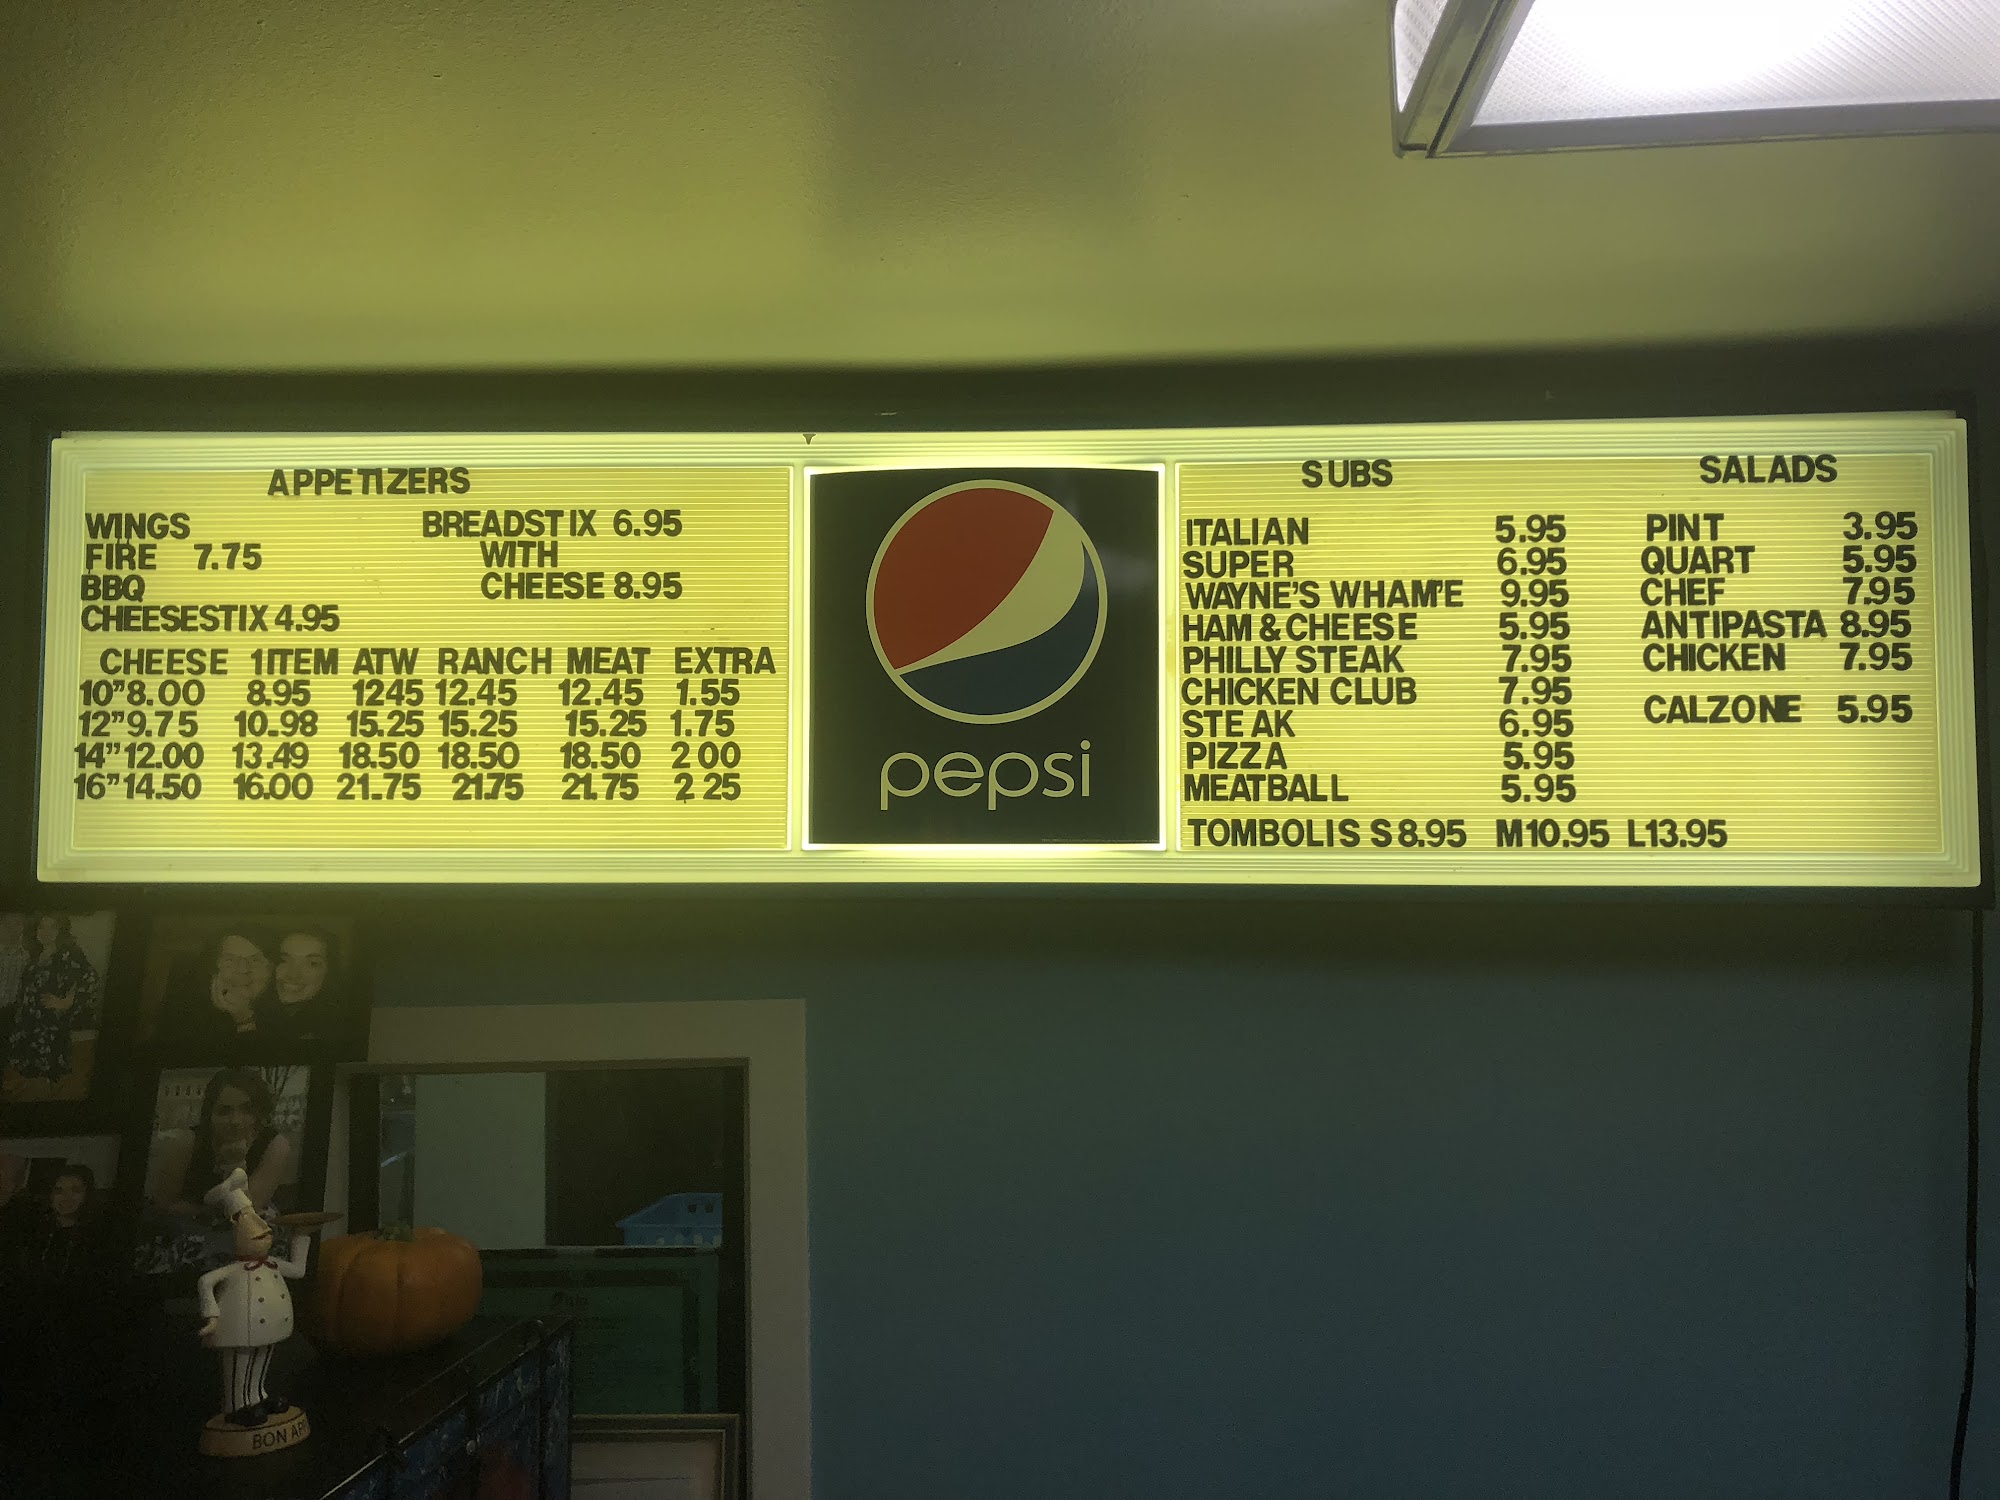 APPETIZERS
WINGS
FIRE 7.75
BBQ
CHEESESTIX 4.95
BREADSTIX 6.95
WITH
CHEESE 8.95
CHEESE 1 ITEM ATW RANCH MEAT EXTRA
10" 8.00 8.95 1245 12.45 12.45 1.55
12" 9.75 10.98 15.25 15.25 15.25 1.75
14" 12.00 13.49 18.50 18.50 18.50 2 00
16" 14.50 16.00 21.75 21.75 21.75 2 25
pepsi
SUBS
ITALIAN 5.95
SUPER 6.95
WAYNE'S WHAM'E 9.95
HAM & CHEESE 5.95
PHILLY STEAK 7.95
CHICKEN CLUB 7.95
STEAK 6.95
PIZZA 5.95
MEATBALL 5.95
TOMBOLIS S 8.95 M 10.95 L 13.95
SALADS
PINT 3.95
QUART 5.95
CHEF 7.95
ANTIPASTA 8.95
CHICKEN 7.95
CALZONE 5.95
BON